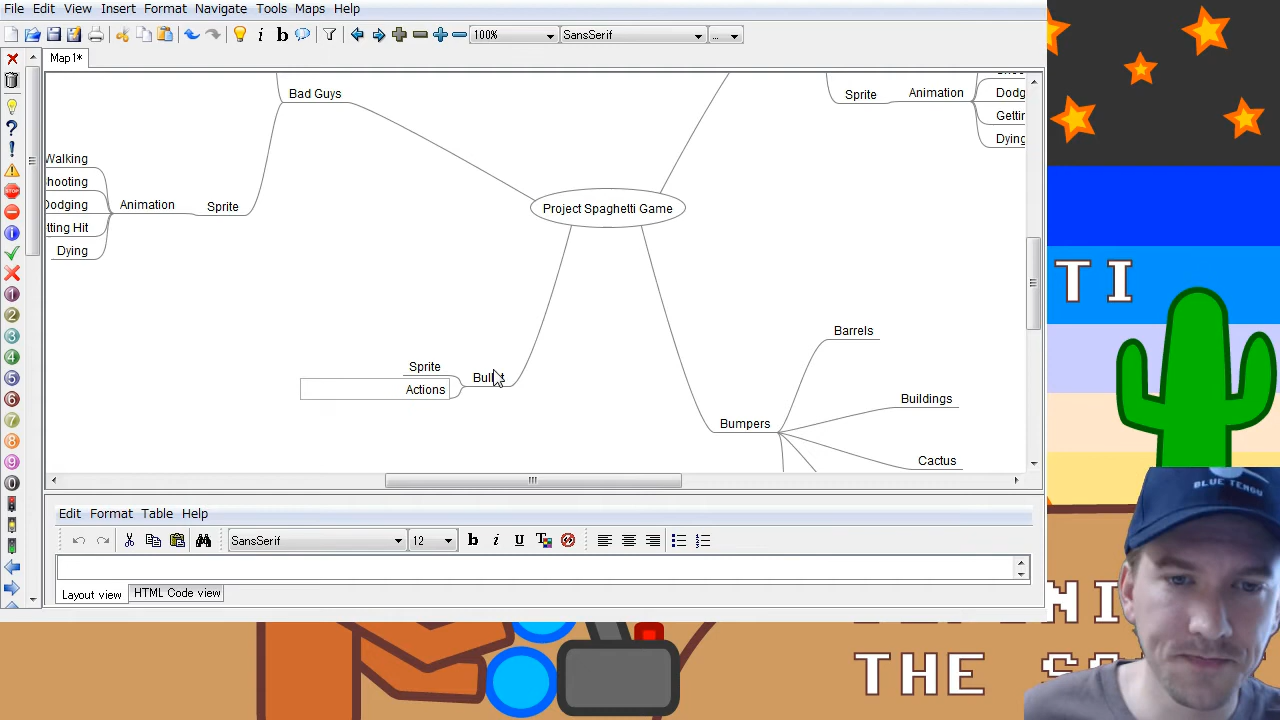 File Edit View Insert Format Navigate Tools Maps Help
100% SansSerif ...
Map1*
Bad Guys
Sprite Animation
Dodg
Gettir
Dying
Walking
hooting
Dodging
tting Hit
Dying
Animation
Sprite
Project Spaghetti Game
TI
Barrels
Sprite
Actions
Buildings
Bumpers
Cactus
BLUE TENGU
Edit Format Table Help
SansSerif 12
Layout view HTML Code view
THE